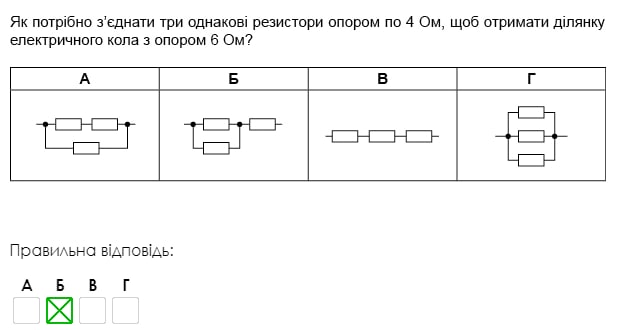 Як потрібно з’єднати три однакові резистори опором по 4 Ом, щоб отримати ділянку
електричного кола з опором 6 Ом?
А Б В Г
Правильна відповідь:
А Б В Г